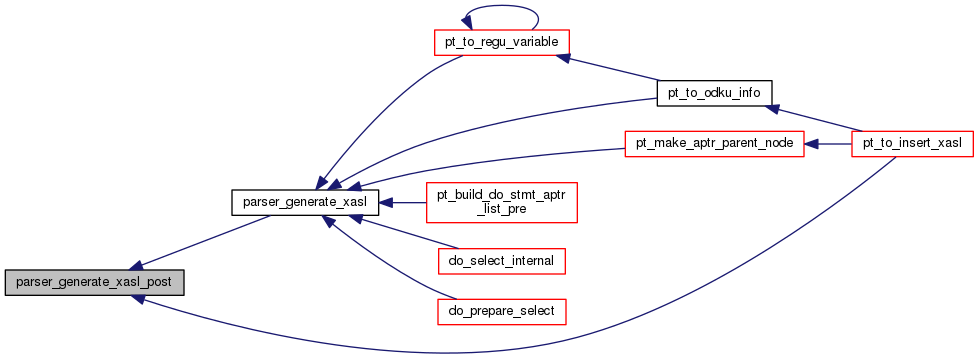 pt_to_regu_variable
pt_to_odku_info
pt_make_aptr_parent_node
pt_to_insert_xasl
parser_generate_xasl
pt_build_do_stmt_aptr
_list_pre
do_select_internal
parser_generate_xasl_post
do_prepare_select